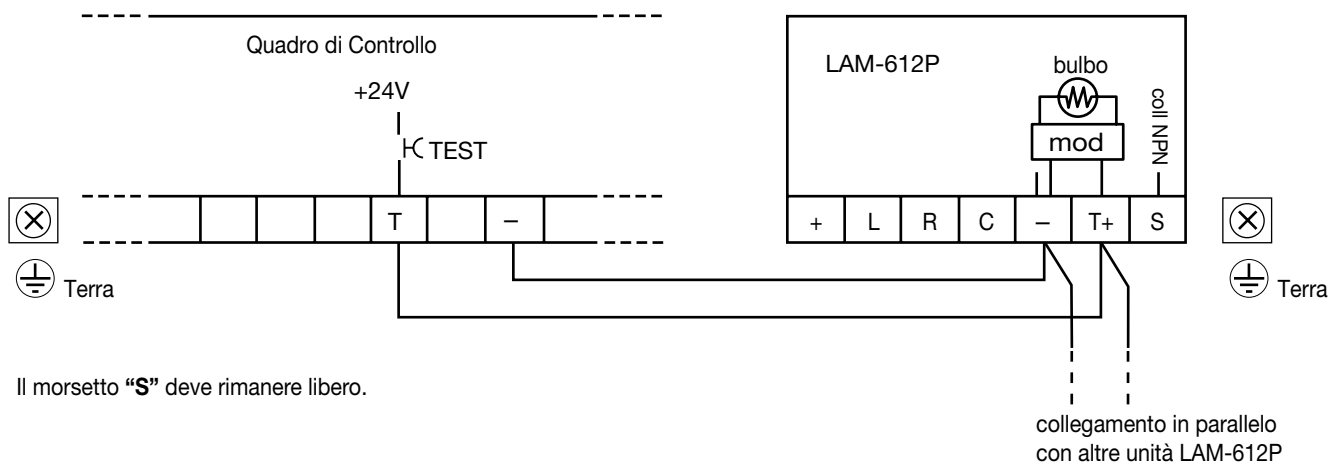 Quadro di Controllo
+24V
TEST
T
–
Terra
LAM-612P
bulbo
mod
coll NPN
+
L
R
C
–
T+
S
Terra
Il morsetto “S” deve rimanere libero.
collegamento in parallelo
con altre unità LAM-612P